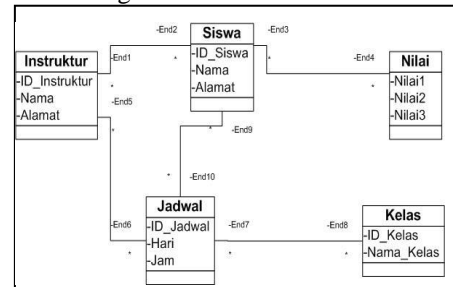 Instruktur
-ID_Instruktur
-Nama
-Alamat
-End1
*
-End2
*
Siswa
-ID_Siswa
-Nama
-Alamat
-End3
*
-End4
*
Nilai
-Nilai1
-Nilai2
-Nilai3
-End5
*
-End6
*
-End9
*
-End10
*
Jadwal
-ID_Jadwal
-Hari
-Jam
-End7
*
-End8
*
Kelas
-ID_Kelas
-Nama_Kelas